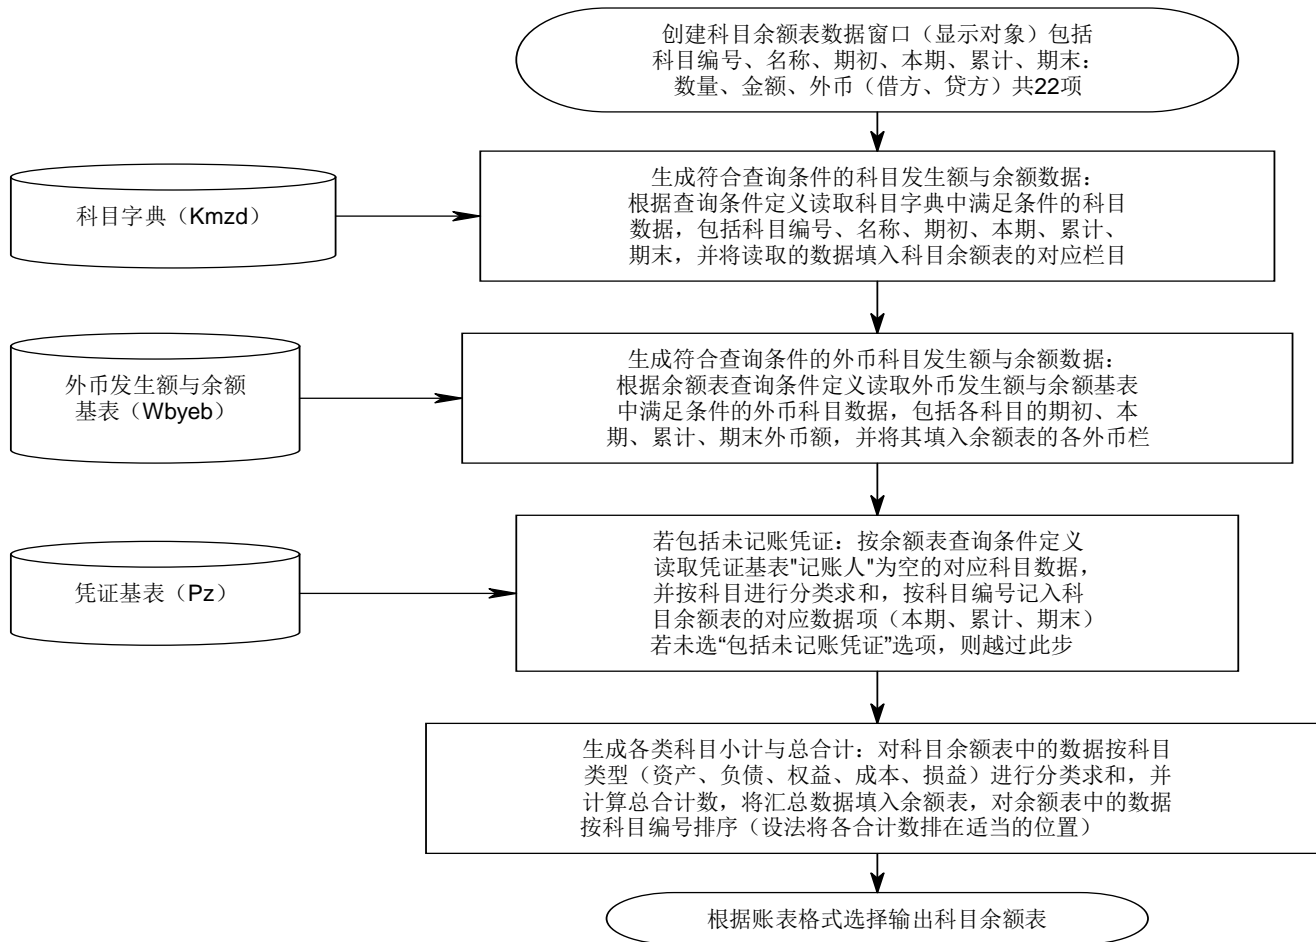 创建科目余额表数据窗口（显示对象）包括
科目编号、名称、期初、本期、累计、期末：
数量、金额、外币（借方、贷方）共22项
科目字典（Kmzd）
生成符合查询条件的科目发生额与余额数据：
根据查询条件定义读取科目字典中满足条件的科目
数据，包括科目编号、名称、期初、本期、累计、
期末，并将读取的数据填入科目余额表的对应栏目
外币发生额与余额
基表（Wbyeb）
生成符合查询条件的外币科目发生额与余额数据：
根据余额表查询条件定义读取外币发生额与余额基表
中满足条件的外币科目数据，包括各科目的期初、本
期、累计、期末外币额，并将其填入余额表的各外币栏
凭证基表（Pz）
若包括未记账凭证：按余额表查询条件定义
读取凭证基表"记账人"为空的对应科目数据，
并按科目进行分类求和，按科目编号记入科
目余额表的对应数据项（本期、累计、期末）
若未选“包括未记账凭证”选项，则越过此步
生成各类科目小计与总合计：对科目余额表中的数据按科目
类型（资产、负债、权益、成本、损益）进行分类求和，并
计算总合计数，将汇总数据填入余额表，对余额表中的数据
按科目编号排序（设法将各合计数排在适当的位置）
根据账表格式选择输出科目余额表